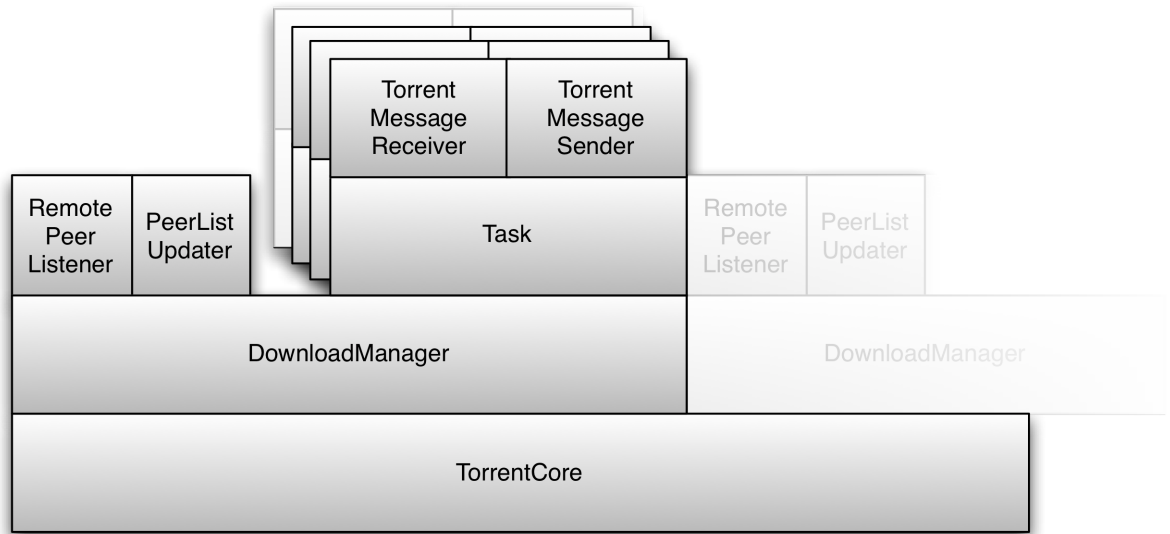 Torrent
Message
Receiver
Torrent
Message
Sender
Remote
Peer
Listener
PeerList
Updater
Task
Remote
Peer
Listener
PeerList
Updater
DownloadManager
DownloadManager
TorrentCore